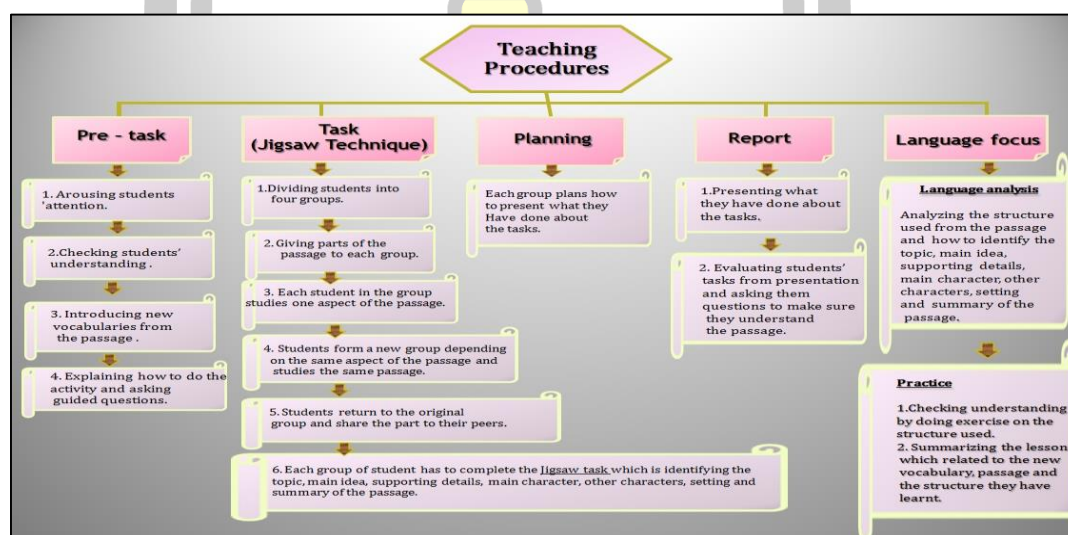 Teaching
Procedures
Pre - task
1. Arousing students
'attention.
2.Checking students'
understanding .
3. Introducing new
vocabularies from
the passage .
4. Explaining how to do the
activity and asking
guided questions.
Task
(Jigsaw Technique)
1.Dividing students into
four groups.
2. Giving parts of the
passage to each group.
3. Each student in the group
studies one aspect of the passage.
4. Students form a new group depending
on the same aspect of the passage and
studies the same passage.
5. Students return to the original
group and share the part to their peers.
6. Each group of student has to complete the Jigsaw task which is identifying the
topic, main idea, supporting details, main character, other characters, setting and
summary of the passage.
Planning
Each group plans how
to present what they
Have done about
the tasks.
Report
1.Presenting what
they have done about
the tasks.
2. Evaluating students'
tasks from presentation
and asking them
questions to make sure
they understand
the passage.
Language focus
Language analysis
Analyzing the structure
used from the passage
and how to identify the
topic, main idea,
supporting details,
main character, other
characters, setting
and summary of the
passage.
Practice
1.Checking understanding
by doing exercise on the
structure used.
2. Summarizing the lesson
which related to the new
vocabulary, passage and
the structure they have
learnt.